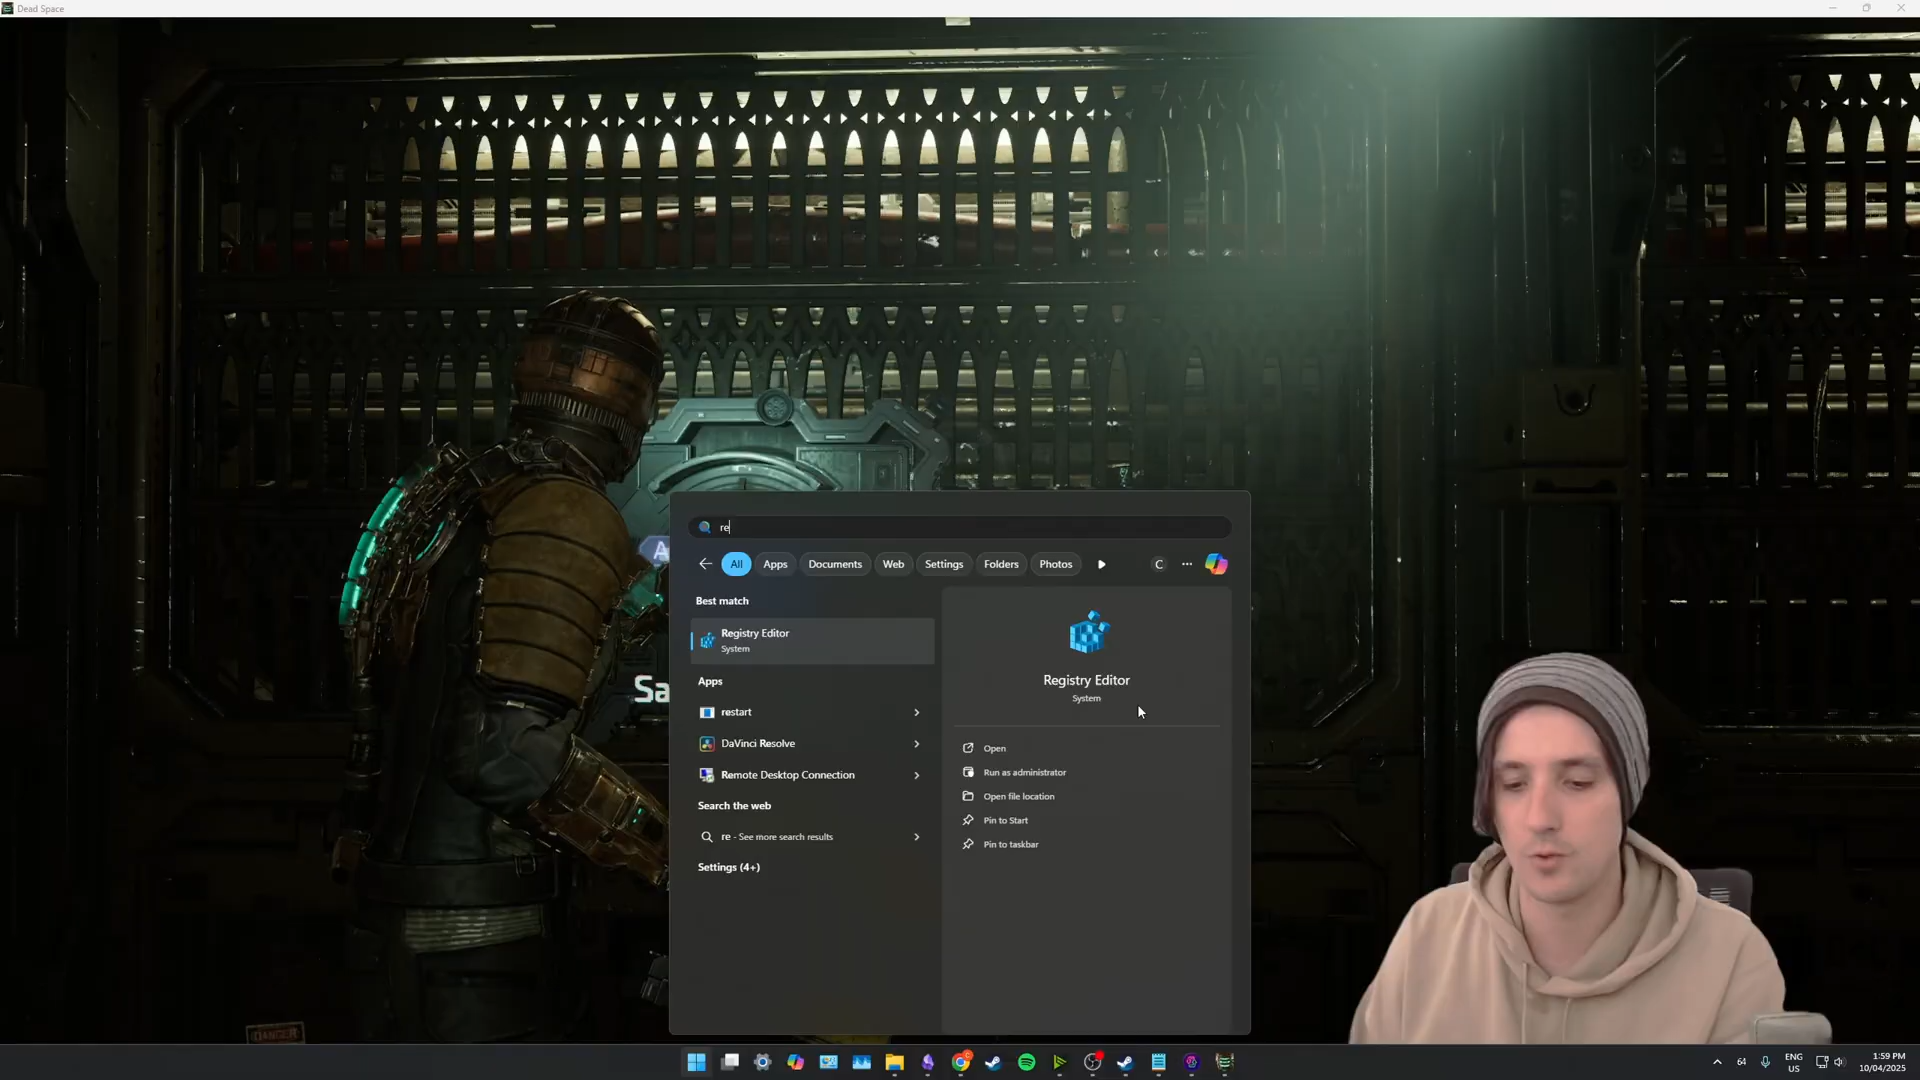 Dead Space
A
Sa
re
All
Apps
Documents
Web
Settings
Folders
Photos
C
Best match
Registry Editor
System
Apps
restart
DaVinci Resolve
Remote Desktop Connection
Search the web
re - See more search results
Settings (4+)
Registry Editor
System
Open
Run as administrator
Open file location
Pin to Start
Pin to taskbar
DANGER
64
ENG
US
1:59 PM
10/04/2025